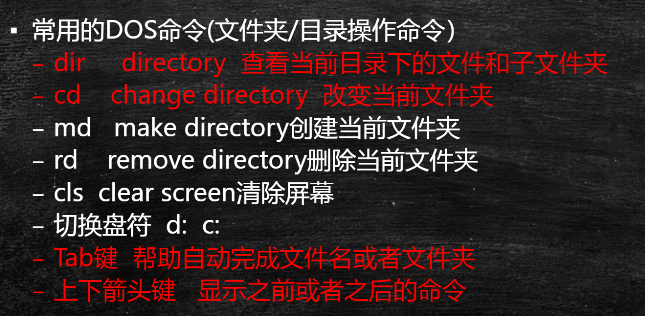 ▪ 常用的DOS命令(文件夹/目录操作命令)
– dir directory 查看当前目录下的文件和子文件夹
– cd change directory 改变当前文件夹
– md make directory创建当前文件夹
– rd remove directory删除当前文件夹
– cls clear screen清除屏幕
– 切换盘符 d: c:
– Tab键 帮助自动完成文件名或者文件夹
– 上下箭头键 显示之前或者之后的命令